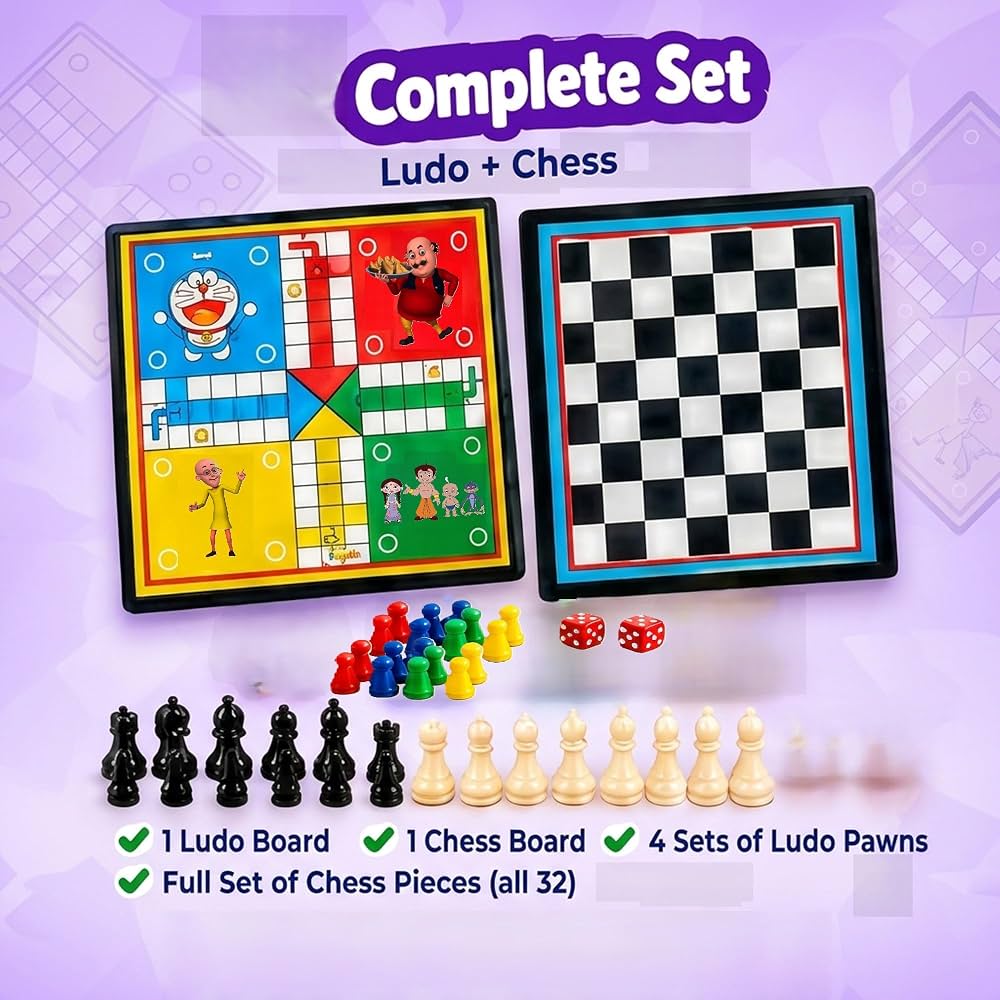 Complete Set
Ludo + Chess
1 Ludo Board
1 Chess Board
4 Sets of Ludo Pawns
Full Set of Chess Pieces (all 32)